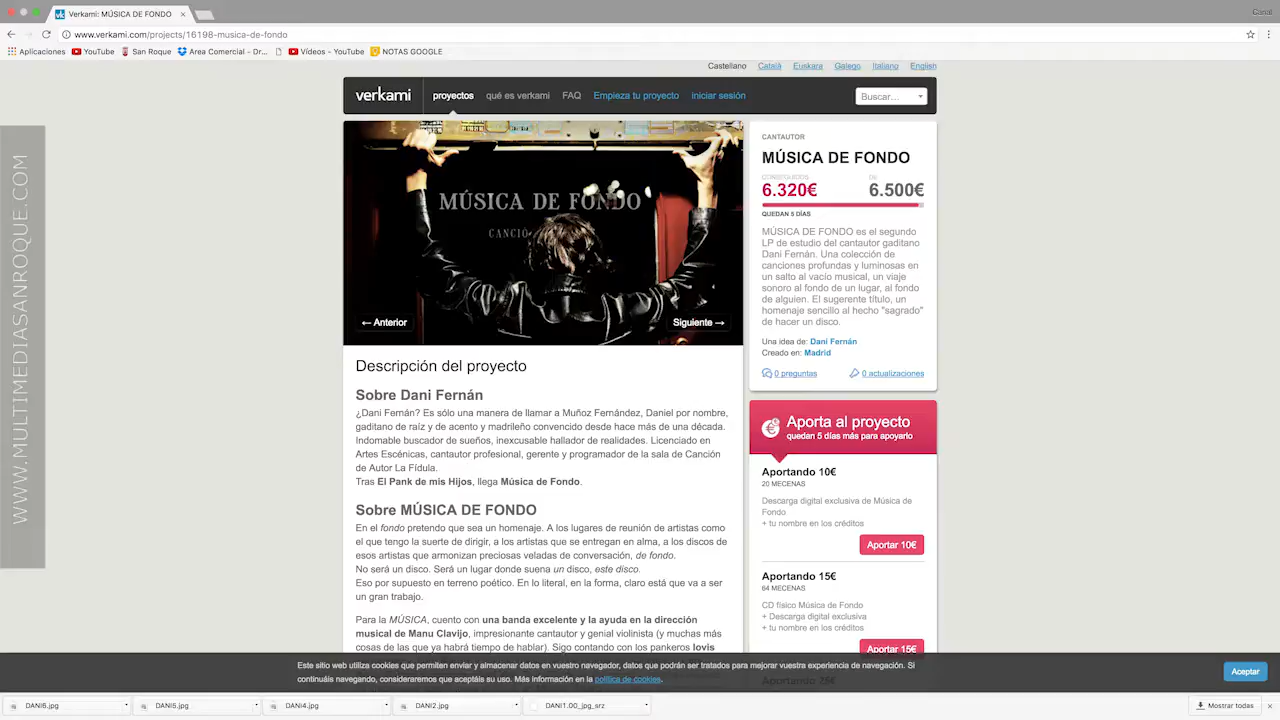 Verkami: MÚSICA DE FONDO
Canal
www.verkami.com/projects/16198-musica-de-fondo
Aplicaciones YouTube San Roque Area Comercial - Dr... Vídeos - YouTube NOTAS GOOGLE
Castellano Català Euskara Galego Italiano English
verkami proyectos qué es verkami FAQ Empieza tu proyecto iniciar sesión Buscar...
WWW.MULTIMEDIASANROQUE.COM
MÚSICA DE FONDO
CANCIÓ
← Anterior
Siguiente →
CANTAUTOR
MÚSICA DE FONDO
CONSEGUIDOS DE
6.320€ 6.500€
QUEDAN 5 DÍAS
MÚSICA DE FONDO es el segundo
LP de estudio del cantautor gaditano
Dani Fernán. Una colección de
canciones profundas y luminosas en
un salto al vacío musical, un viaje
sonoro al fondo de un lugar, al fondo
de alguien. El sugerente título, un
homenaje sencillo al hecho "sagrado"
de hacer un disco.
Una idea de: Dani Fernán
Creado en: Madrid
0 preguntas 0 actualizaciones
Descripción del proyecto
Sobre Dani Fernán
¿Dani Fernán? Es sólo una manera de llamar a Muñoz Fernández, Daniel por nombre,
gaditano de raíz y de acento y madrileño convencido desde hace más de una década.
Indomable buscador de sueños, inexcusable hallador de realidades. Licenciado en
Artes Escénicas, cantautor profesional, gerente y programador de la sala de Canción
de Autor La Fídula.
Tras El Pank de mis Hijos, llega Música de Fondo.
Sobre MÚSICA DE FONDO
En el fondo pretendo que sea un homenaje. A los lugares de reunión de artistas como
el que tengo la suerte de dirigir, a los artistas que se entregan en alma, a los discos de
esos artistas que armonizan preciosas veladas de conversación, de fondo.
No será un disco. Será un lugar donde suena un disco, este disco.
Eso por supuesto en terreno poético. En lo literal, en la forma, claro está que va a ser
un gran trabajo.
Para la MÚSICA, cuento con una banda excelente y la ayuda en la dirección
musical de Manu Clavijo, impresionante cantautor y genial violinista (y muchas más
cosas de las que ya habrá tiempo de hablar). Sigo contando con los pankeros Iovis
Aporta al proyecto
quedan 5 días más para apoyarlo
Aportando 10€
20 MECENAS
Descarga digital exclusiva de Música de
Fondo
+ tu nombre en los créditos
Aportar 10€
Aportando 15€
64 MECENAS
CD físico Música de Fondo
+ Descarga digital exclusiva
+ tu nombre en los créditos
Aportar 15€
Aportando 25€
Este sitio web utiliza cookies que permiten enviar y almacenar datos en vuestro navegador, datos que podrán ser tratados para mejorar vuestra experiencia de navegación. Si
continuáis navegando, consideraremos que aceptáis su uso. Más información en la política de cookies.
Aceptar
DANI6.jpg DANI5.jpg DANI4.jpg DANI2.jpg DANI1.00_jpg_srz Mostrar todas